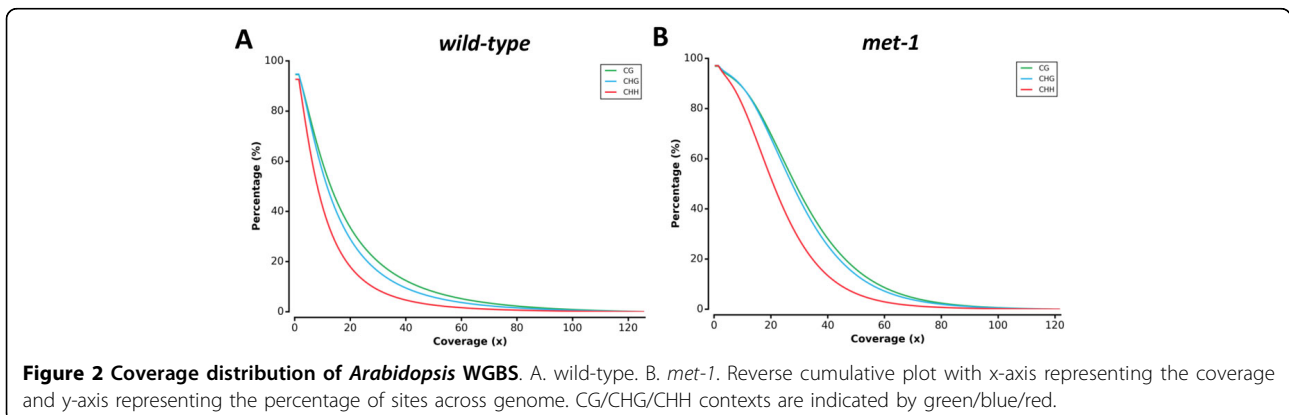 A
wild-type
B
met-1
100
80
60
40
20
0
Percentage (%)
0 20 40 60 80 100 120
Coverage (x)
CG
CHG
CHH
100
80
60
40
20
0
Percentage (%)
0 20 40 60 80 100 120
Coverage (x)
CG
CHG
CHH
Figure 2 Coverage distribution of Arabidopsis WGBS. A. wild-type. B. met-1. Reverse cumulative plot with x-axis representing the coverage
and y-axis representing the percentage of sites across genome. CG/CHG/CHH contexts are indicated by green/blue/red.